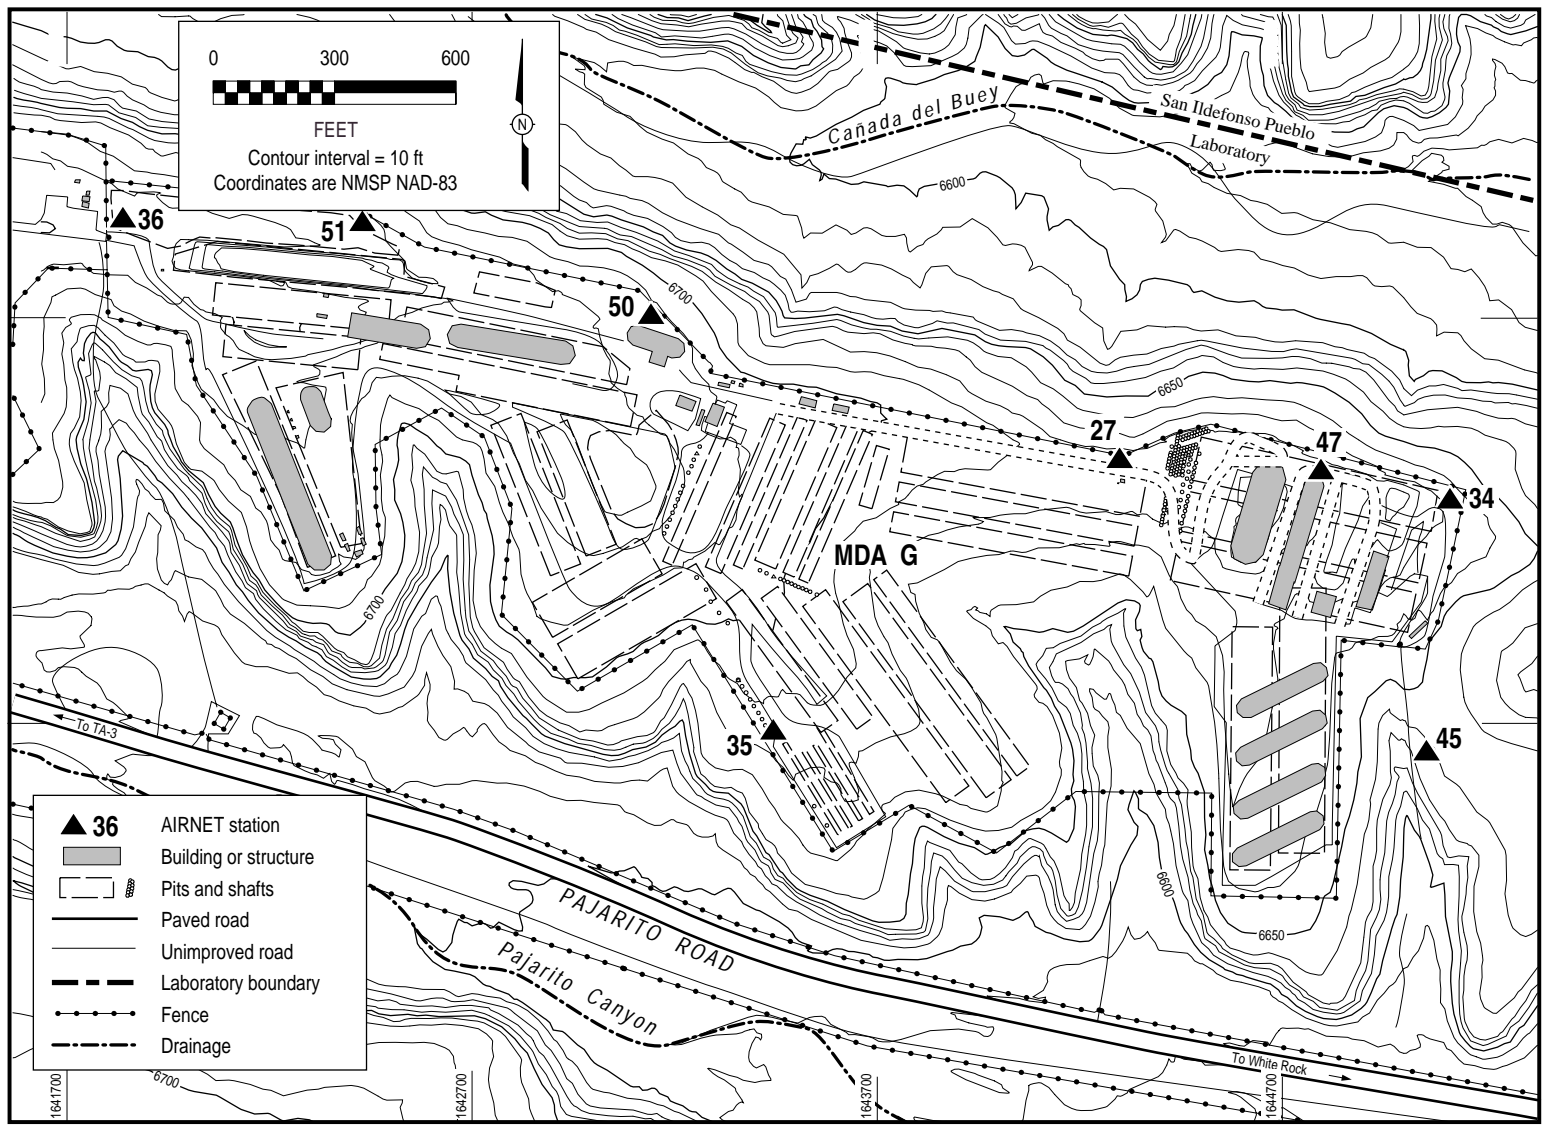 0 300 600
FEET
Contour interval = 10 ft
Coordinates are NMSP NAD-83
N
Cañada del Buey
San Ildefonso Pueblo
Laboratory
6600
36
51
50
6700
6650
27
47
34
MDA G
6700
35
45
To TA-3
6600
6650
PAJARITO ROAD
Pajarito Canyon
To White Rock
36 AIRNET station
Building or structure
Pits and shafts
Paved road
Unimproved road
Laboratory boundary
Fence
Drainage
6700
1641700
1642700
1643700
1644700